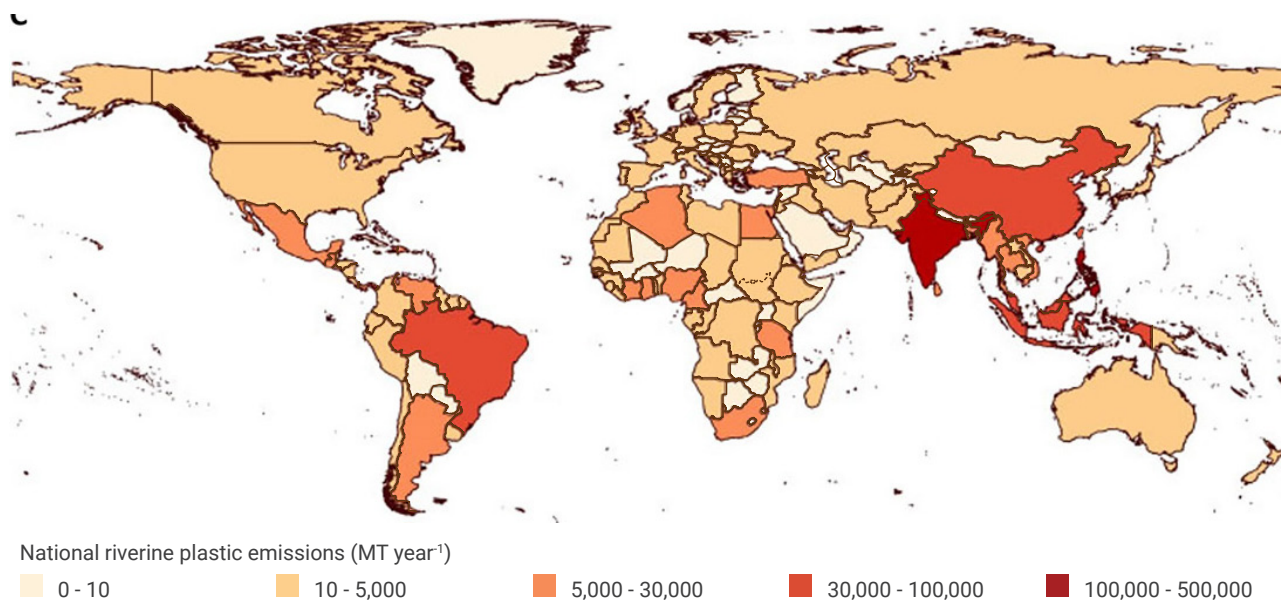 C
National riverine plastic emissions (MT year⁻¹)
0 - 10
10 - 5,000
5,000 - 30,000
30,000 - 100,000
100,000 - 500,000